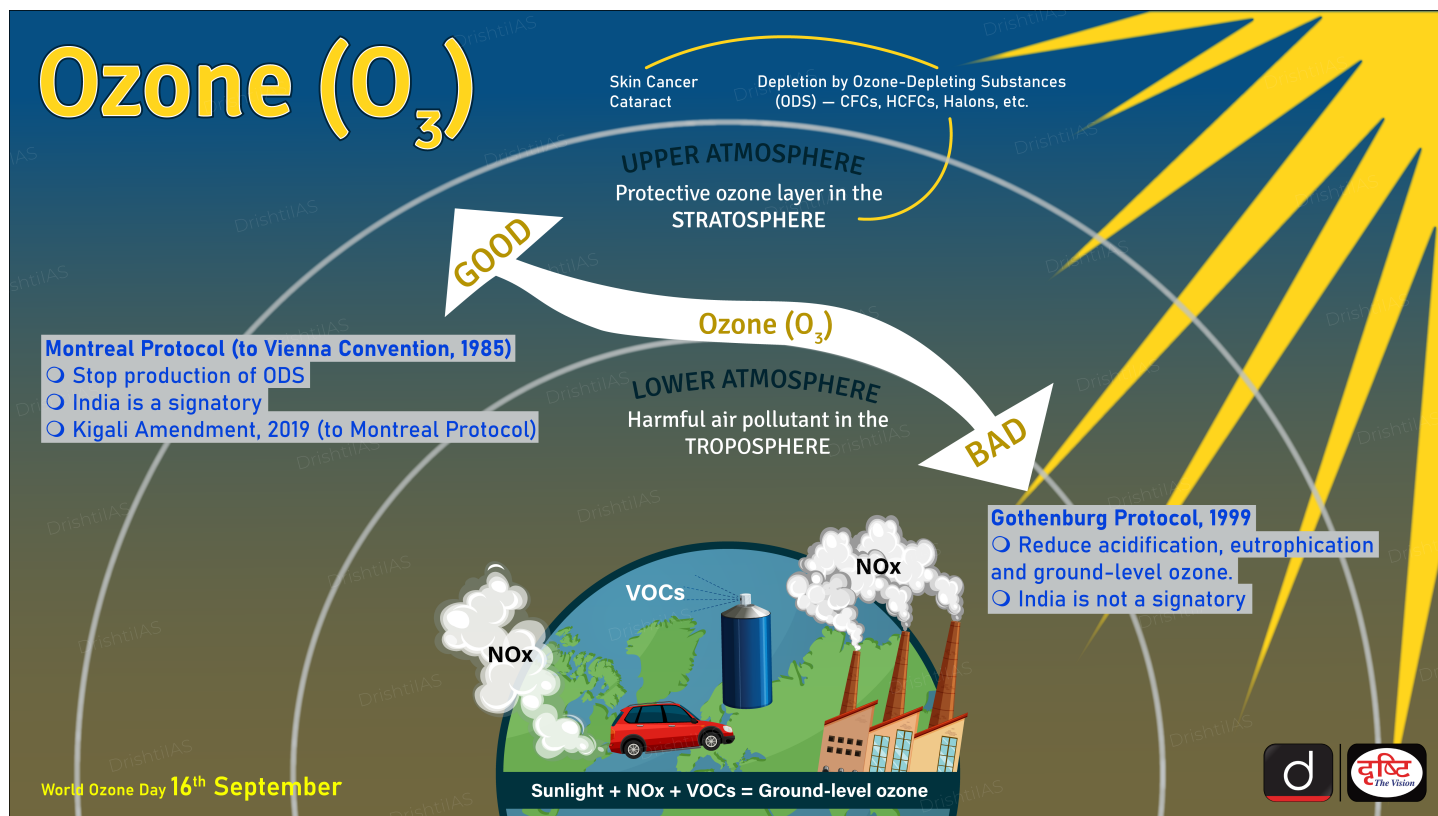 Ozone (O3)
Skin Cancer
Cataract
Depletion by Ozone-Depleting Substances
(ODS) — CFCs, HCFCs, Halons, etc.
UPPER ATMOSPHERE
Protective ozone layer in the
STRATOSPHERE
GOOD
Ozone (O3)
BAD
LOWER ATMOSPHERE
Harmful air pollutant in the
TROPOSPHERE
Montreal Protocol (to Vienna Convention, 1985)
❍ Stop production of ODS
❍ India is a signatory
❍ Kigali Amendment, 2019 (to Montreal Protocol)
Gothenburg Protocol, 1999
❍ Reduce acidification, eutrophication
and ground-level ozone.
❍ India is not a signatory
NOx
VOCs
NOx
Sunlight + NOx + VOCs = Ground-level ozone
World Ozone Day 16th September
d
दृष्टि
The Vision
DrishtiIAS